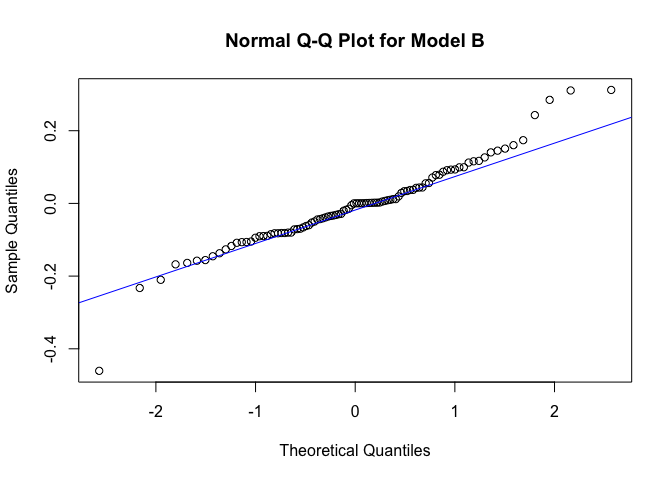 Normal Q-Q Plot for Model B
Sample Quantiles
0.2
0.0
-0.2
-0.4
-2 -1 0 1 2
Theoretical Quantiles